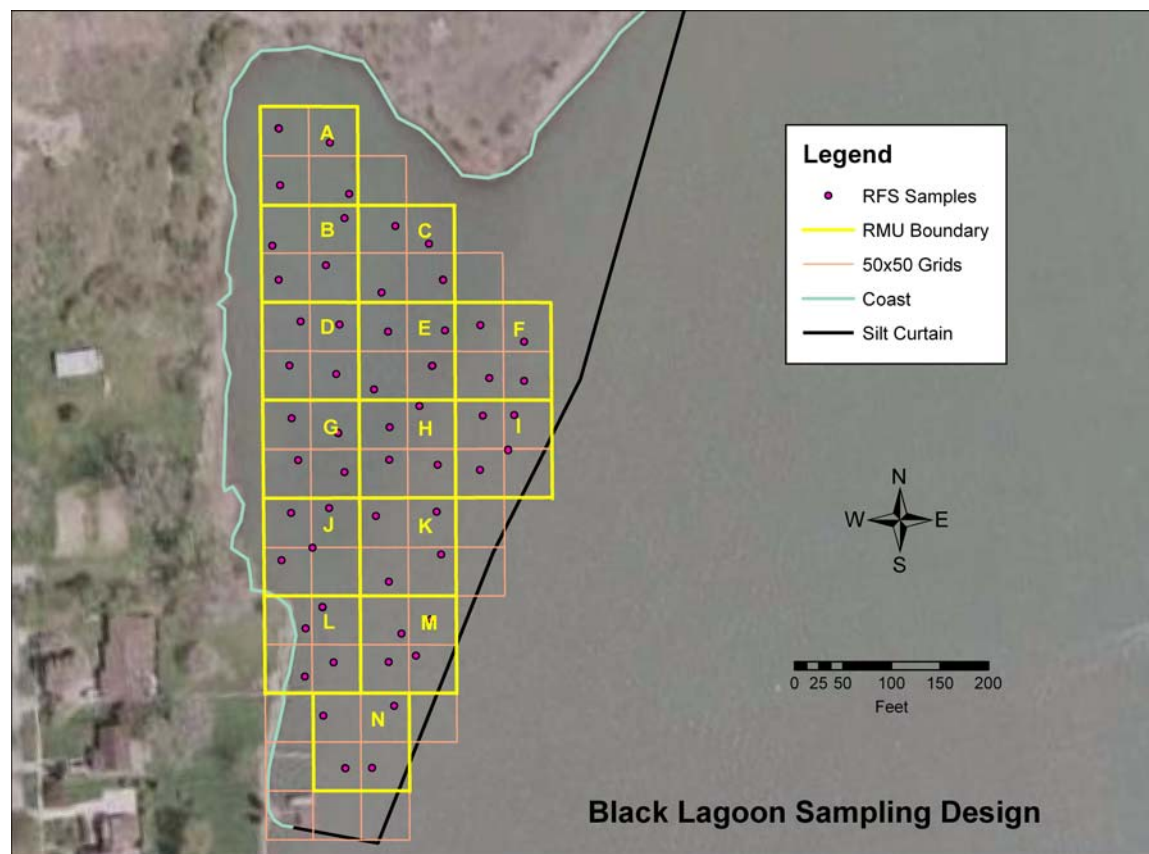 A
B
C
D
E
F
G
H
I
J
K
L
M
N
Legend
RFS Samples
RMU Boundary
50x50 Grids
Coast
Silt Curtain
N
W E
S
0 25 50 100 150 200
Feet
Black Lagoon Sampling Design